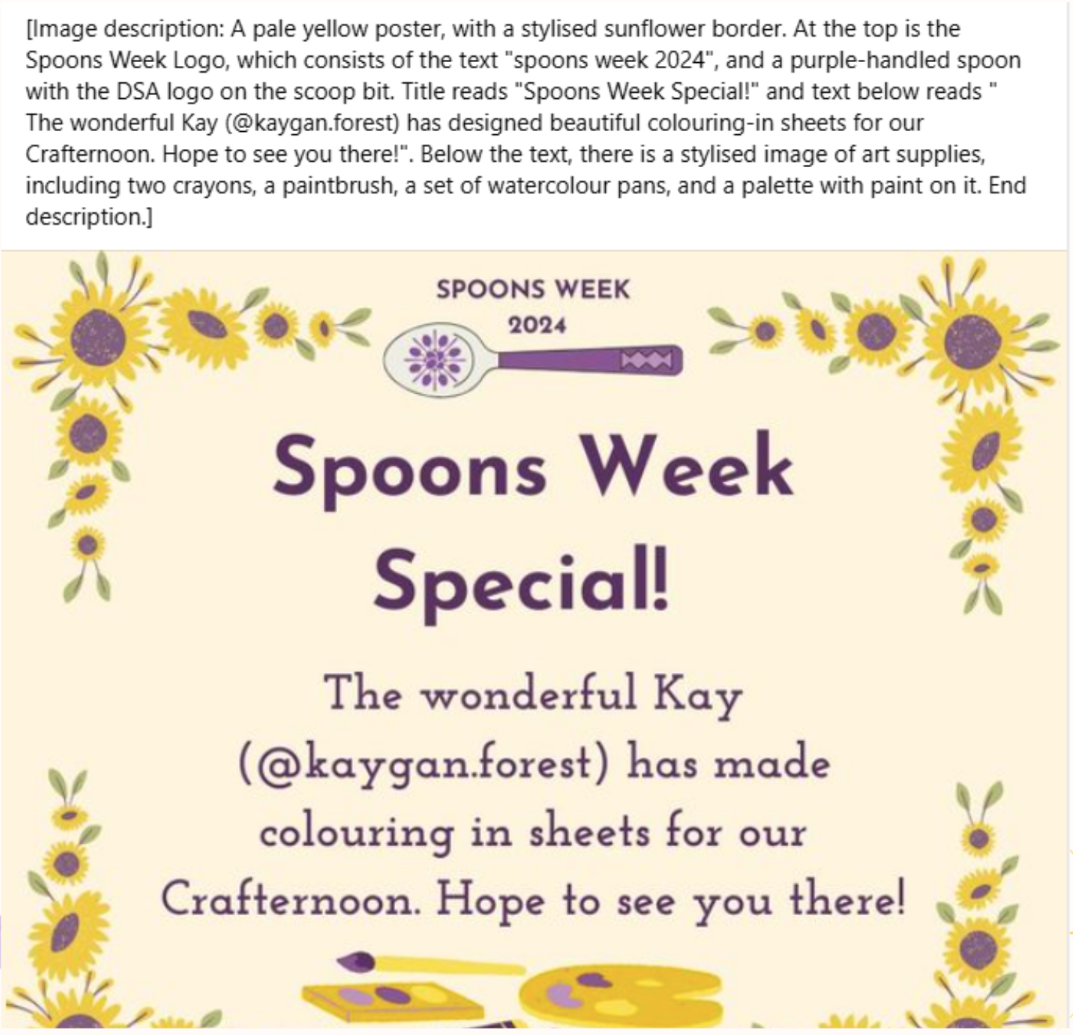 [Image description: A pale yellow poster, with a stylised sunflower border. At the top is the
Spoons Week Logo, which consists of the text "spoons week 2024", and a purple-handled spoon
with the DSA logo on the scoop bit. Title reads "Spoons Week Special!" and text below reads "
The wonderful Kay (@kaygan.forest) has designed beautiful colouring-in sheets for our
Crafternoon. Hope to see you there!". Below the text, there is a stylised image of art supplies,
including two crayons, a paintbrush, a set of watercolour pans, and a palette with paint on it. End
description.]
SPOONS WEEK
2024
Spoons Week
Special!
The wonderful Kay
(@kaygan.forest) has made
colouring in sheets for our
Crafternoon. Hope to see you there!